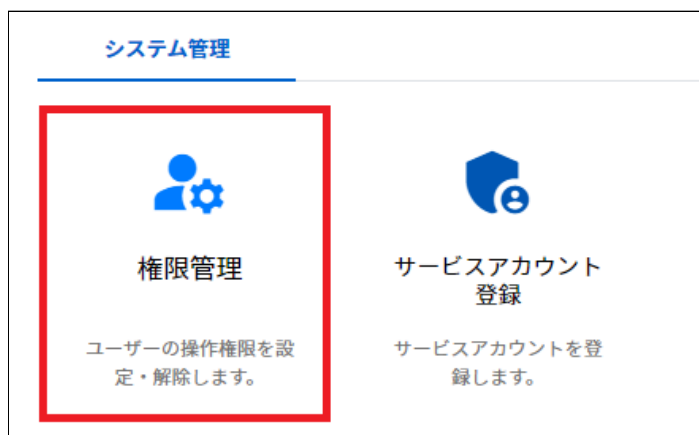 システム管理
権限管理
ユーザーの操作権限を設
定・解除します。
サービスアカウント
登録
サービスアカウントを登
録します。